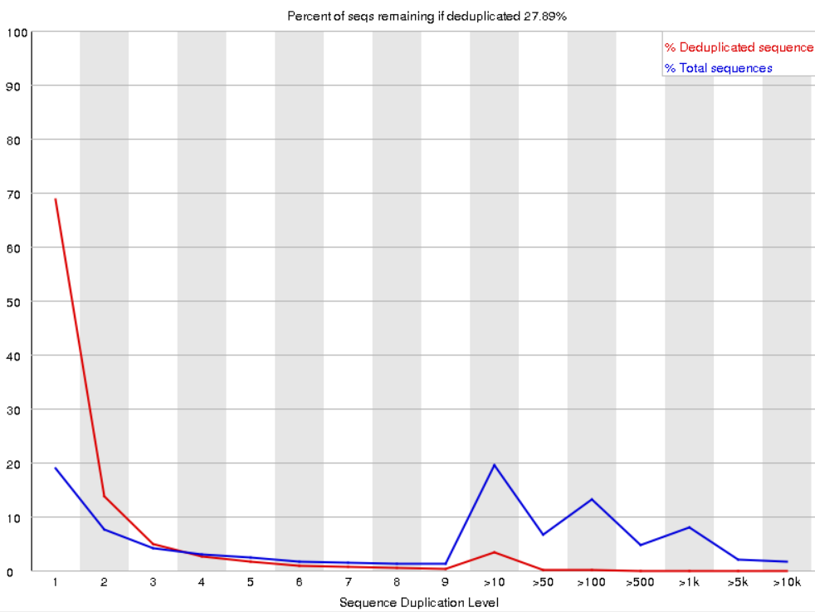 Percent of seqs remaining if deduplicated 27.89%
100
% Deduplicated sequence
% Total sequences
90
80
70
60
50
40
30
20
10
0
1 2 3 4 5 6 7 8 9 >10 >50 >100 >500 >1k >5k >10k
Sequence Duplication Level